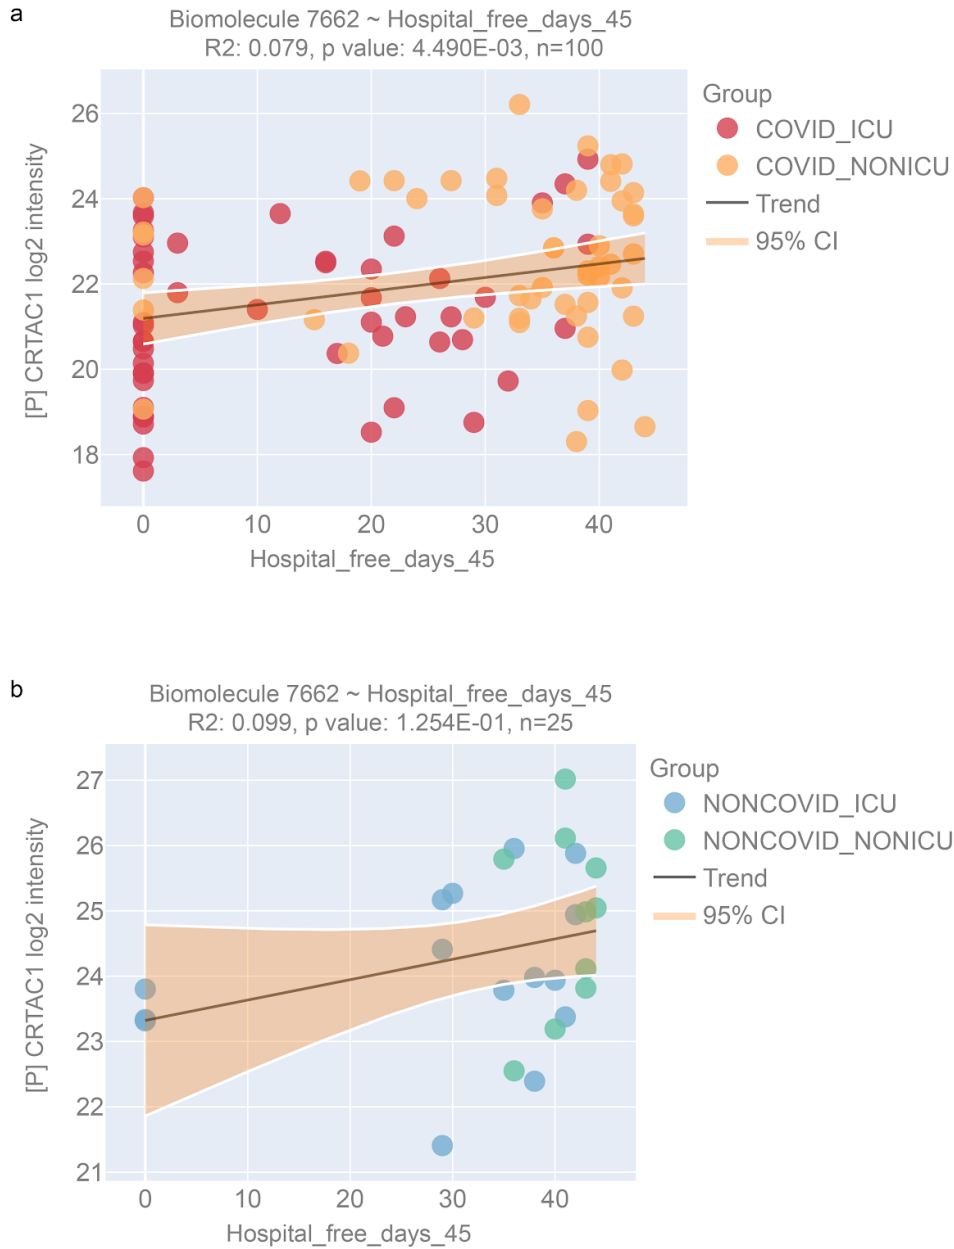 a
Biomolecule 7662 ~ Hospital_free_days_45
R2: 0.079, p value: 4.490E-03, n=100
[P] CRTAC1 log2 intensity
26
24
22
20
18
0 10 20 30 40
Hospital_free_days_45
Group
COVID_ICU
COVID_NONICU
Trend
95% CI
b
Biomolecule 7662 ~ Hospital_free_days_45
R2: 0.099, p value: 1.254E-01, n=25
[P] CRTAC1 log2 intensity
27
26
25
24
23
22
21
0 10 20 30 40
Hospital_free_days_45
Group
NONCOVID_ICU
NONCOVID_NONICU
Trend
95% CI